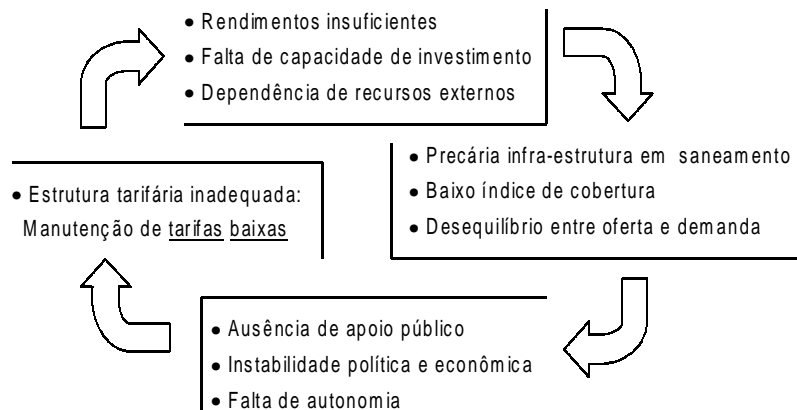 ● Rendimentos insuficientes
● Falta de capacidade de investimento
● Dependência de recursos externos
● Precária infra-estrutura em saneamento
● Baixo índice de cobertura
● Desequilíbrio entre oferta e demanda
● Ausência de apoio público
● Instabilidade política e econômica
● Falta de autonomia
● Estrutura tarifária inadequada:
Manutenção de tarifas baixas